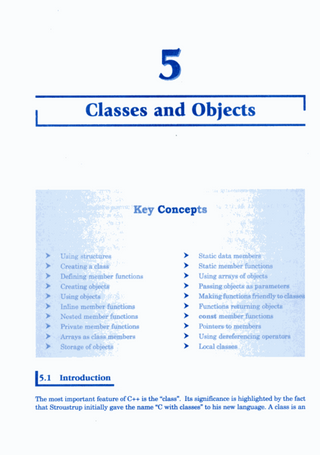 5
Classes and Objects
Key Concepts
Using structures
Creating a class
Defining member functions
Creating objects
Using objects
Inline member functions
Nested member functions
Private member functions
Arrays as class members
Storage of objects
Static data members
Static member functions
Using arrays of objects
Passing objects as parameters
Making functions friendly to classes
Functions returning objects
const member functions
Pointers to members
Using dereferencing operators
Local classes
5.1 Introduction
The most important feature of C++ is the "class". Its significance is highlighted by the fact
that Stroustrup initially gave the name "C with classes" to his new language. A class is an